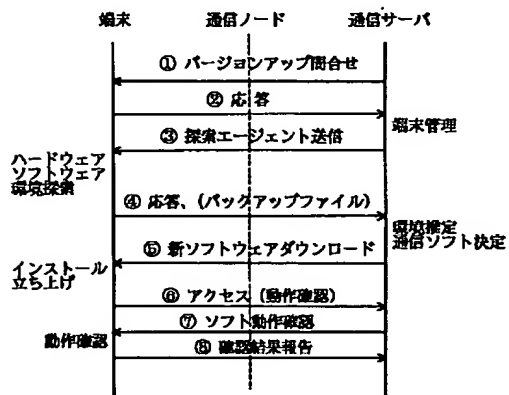 端末
通信ノード
通信サーバ
① バージョンアップ問合せ
② 応答
端末管理
③ 探索エージェント送信
ハードウェア
ソフトウェア
環境探索
④ 応答、(バックアップファイル)
環境推定
通信ソフト決定
⑤ 新ソフトウェアダウンロード
インストール
立ち上げ
⑥ アクセス (動作確認)
⑦ ソフト動作確認
動作確認
⑧ 確認結果報告